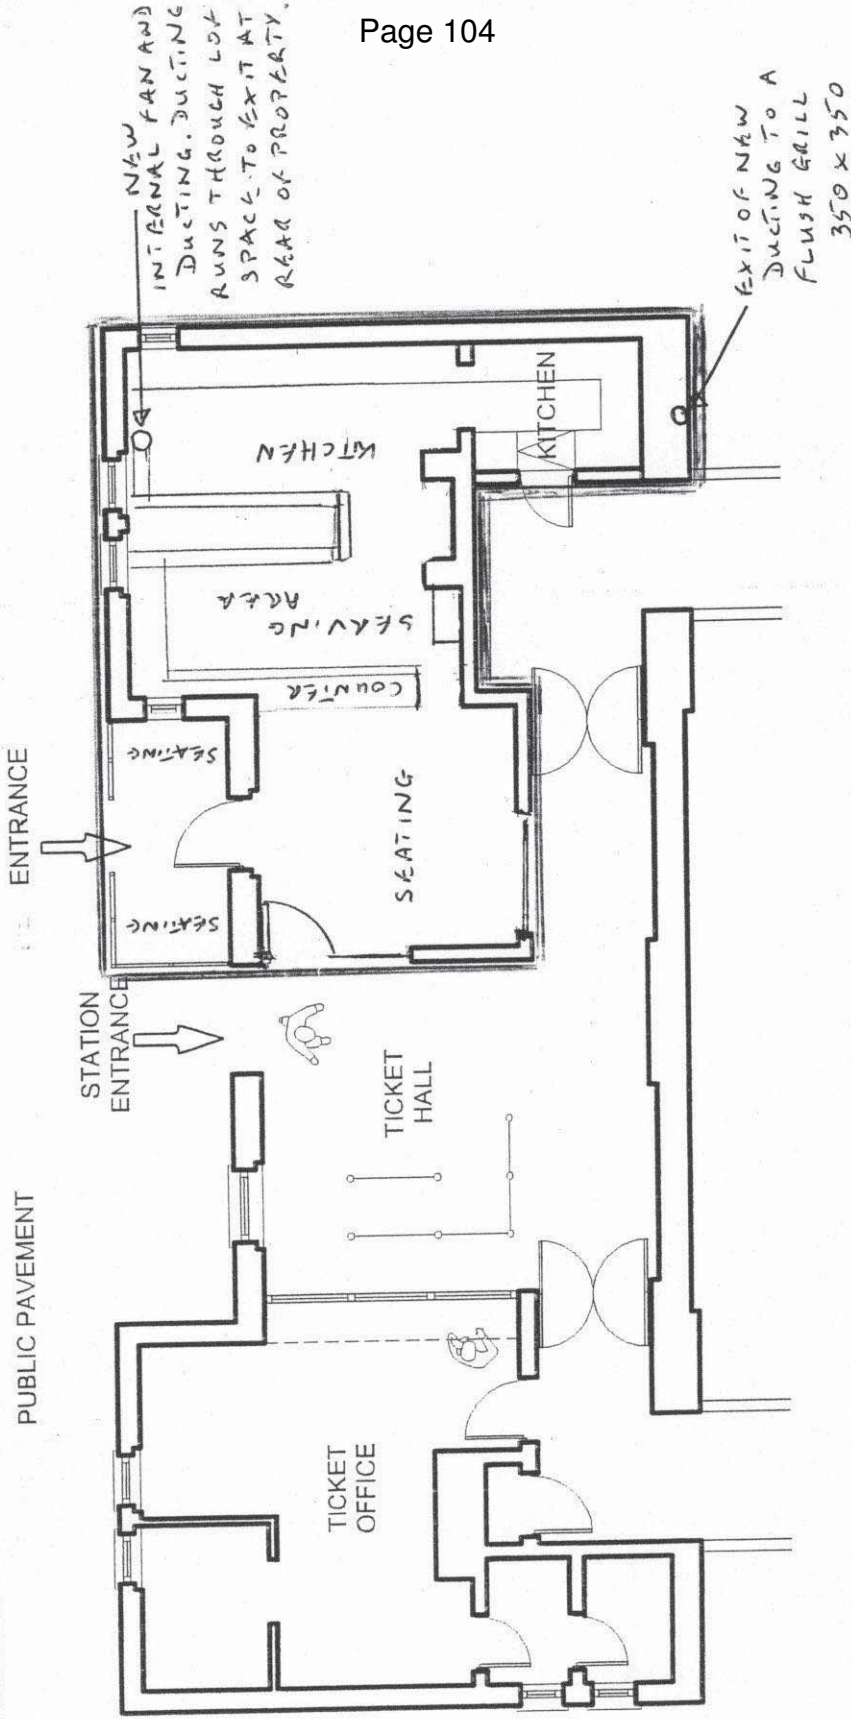 Page 104
NEW
INTERNAL FAN AND
DUCTING. DUCTING
RUNS THROUGH LOF
SPACE TO EXIT AT
REAR OF PROPERTY.
EXIT OF NEW
DUCTING TO A
FLUSH GRILL
350 X 350
ENTRANCE
KITCHEN
KITCHEN
SERVING
AREA
COUNTER
SEATING
SEATING
SEATING
STATION
ENTRANCE
TICKET
HALL
PUBLIC PAVEMENT
TICKET
OFFICE